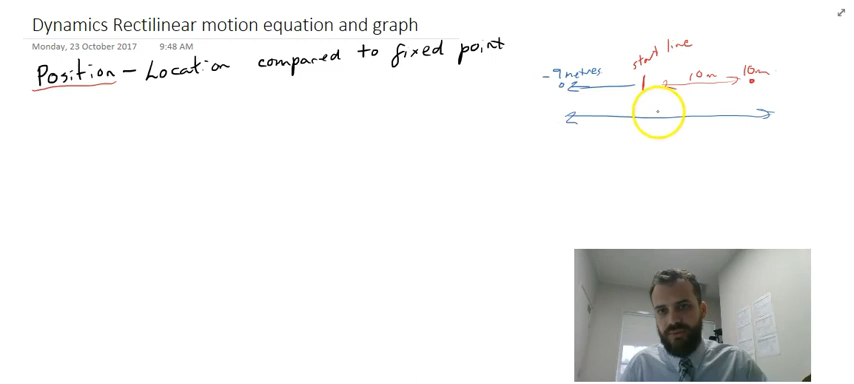 Dynamics Rectilinear motion equation and graph
Monday, 23 October 2017 9:48 AM
Position - Location compared to fixed point
start line
-9 metres
10m
10m